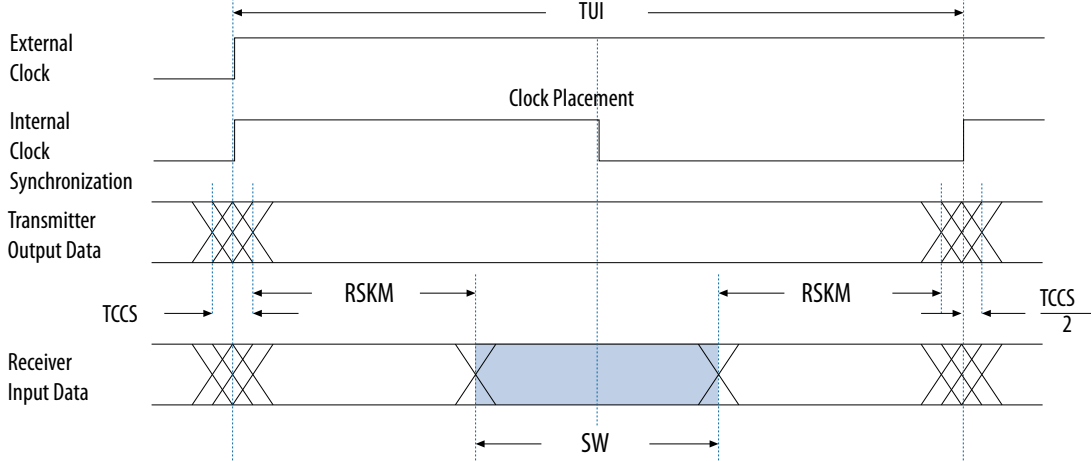 TUI
External
Clock
Clock Placement
Internal
Clock
Synchronization
Transmitter
Output Data
RSKM
RSKM
TCCS
TCCS
2
Receiver
Input Data
SW